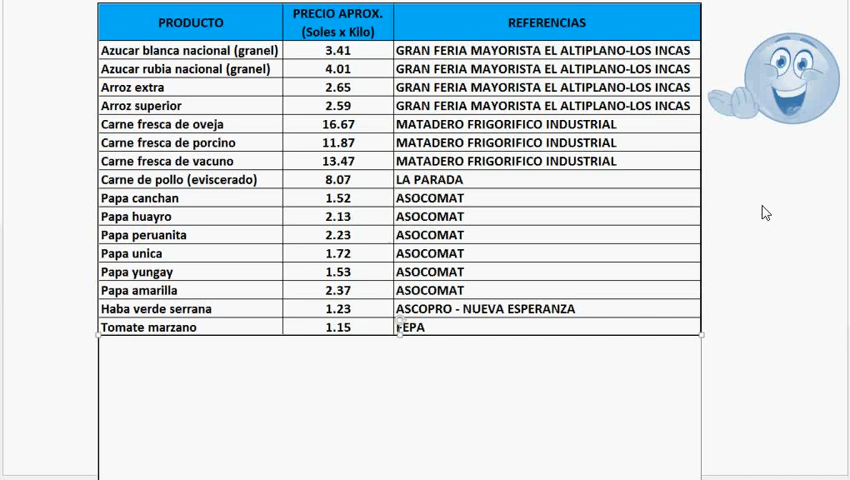 PRODUCTO PRECIO APROX. (Soles x Kilo) REFERENCIAS
Azucar blanca nacional (granel) 3.41 GRAN FERIA MAYORISTA EL ALTIPLANO-LOS INCAS
Azucar rubia nacional (granel) 4.01 GRAN FERIA MAYORISTA EL ALTIPLANO-LOS INCAS
Arroz extra 2.65 GRAN FERIA MAYORISTA EL ALTIPLANO-LOS INCAS
Arroz superior 2.59 GRAN FERIA MAYORISTA EL ALTIPLANO-LOS INCAS
Carne fresca de oveja 16.67 MATADERO FRIGORIFICO INDUSTRIAL
Carne fresca de porcino 11.87 MATADERO FRIGORIFICO INDUSTRIAL
Carne fresca de vacuno 13.47 MATADERO FRIGORIFICO INDUSTRIAL
Carne de pollo (eviscerado) 8.07 LA PARADA
Papa canchan 1.52 ASOCOMAT
Papa huayro 2.13 ASOCOMAT
Papa peruanita 2.23 ASOCOMAT
Papa unica 1.72 ASOCOMAT
Papa yungay 1.53 ASOCOMAT
Papa amarilla 2.37 ASOCOMAT
Haba verde serrana 1.23 ASCOPRO - NUEVA ESPERANZA
Tomate marzano 1.15